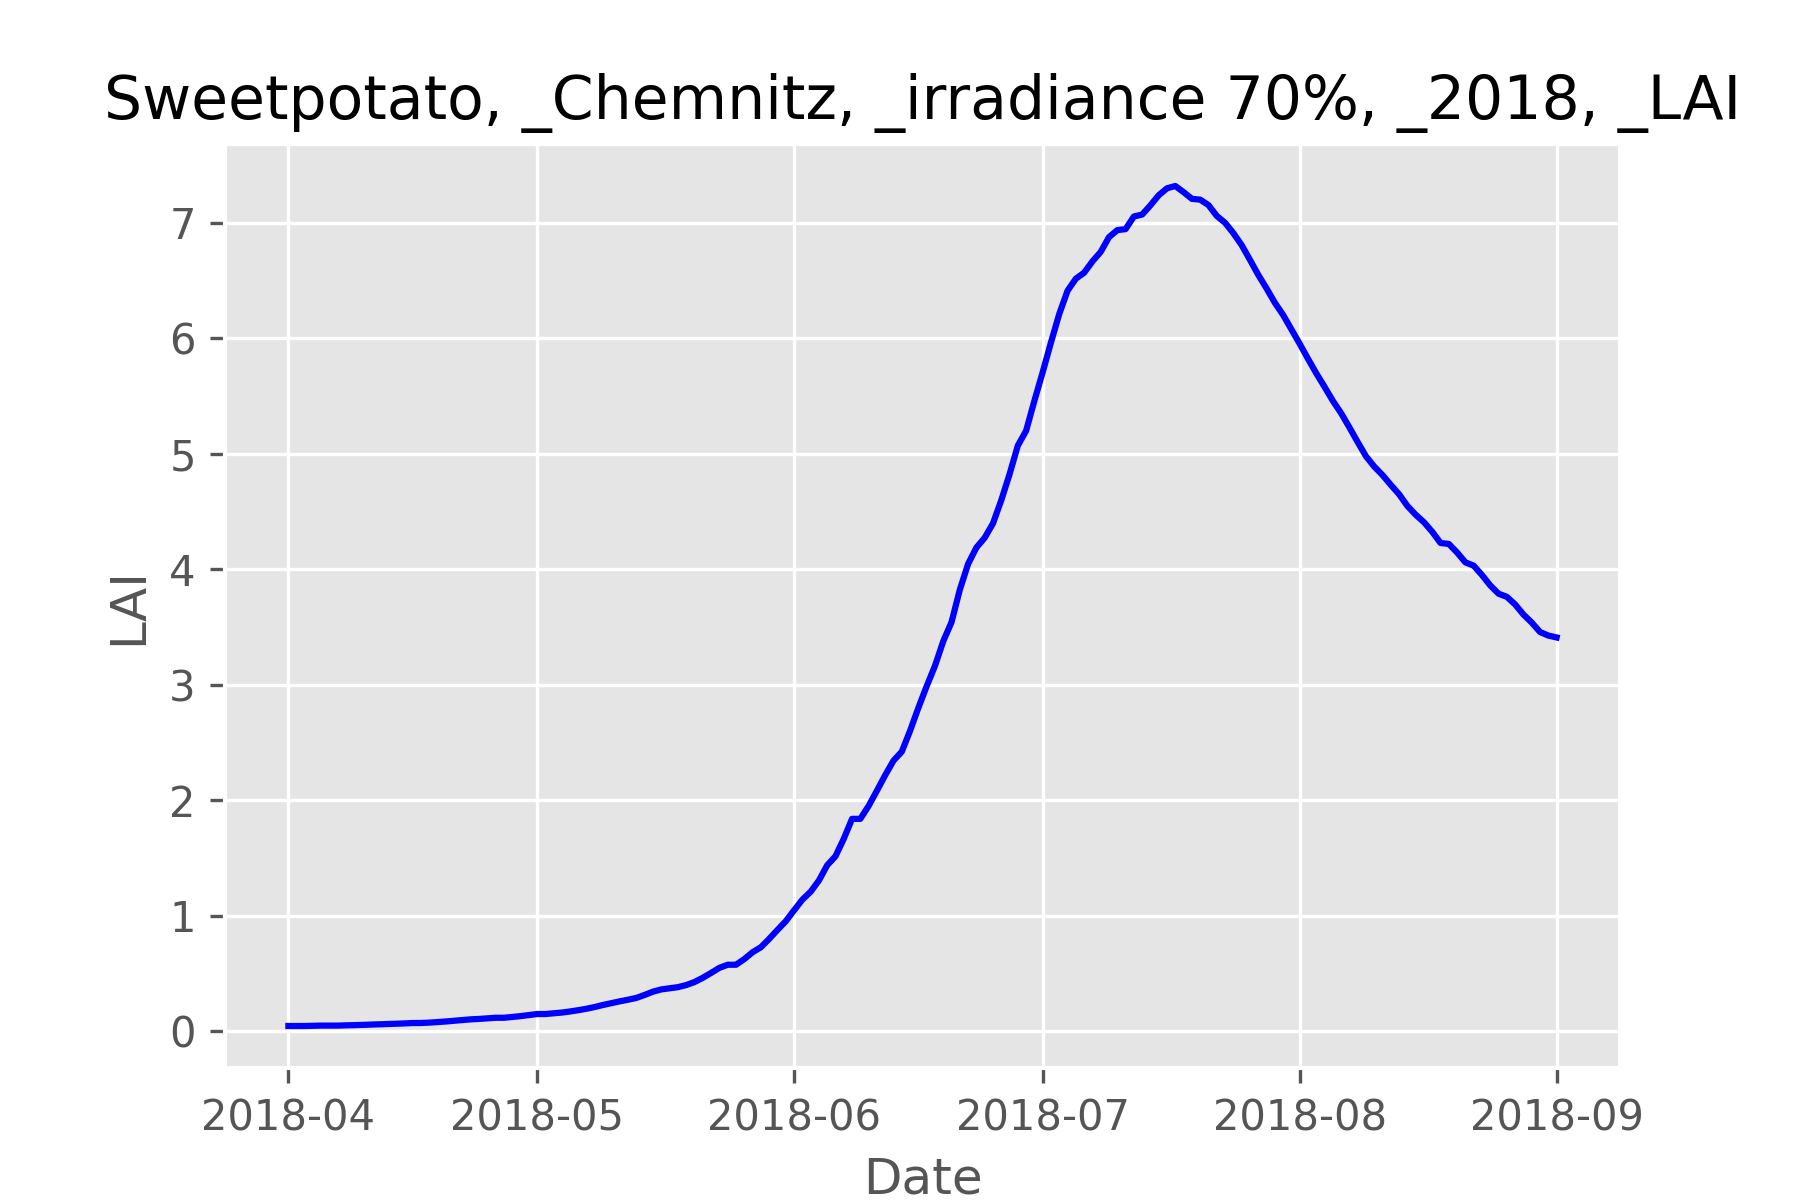 Sweetpotato, _Chemnitz, _irradiance 70%, _2018, _LAI
7
6
5
4
3
2
1
0
LAI
2018-04 2018-05 2018-06 2018-07 2018-08 2018-09
Date